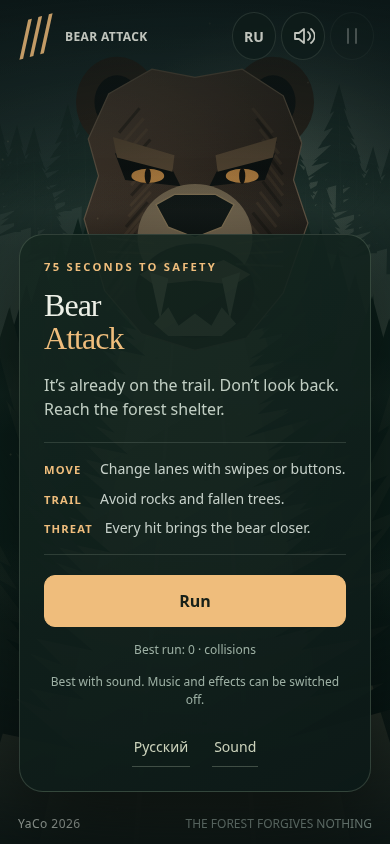 BEAR ATTACK
RU
75 SECONDS TO SAFETY
Bear
Attack
It’s already on the trail. Don’t look back.
Reach the forest shelter.
MOVE Change lanes with swipes or buttons.
TRAIL Avoid rocks and fallen trees.
THREAT Every hit brings the bear closer.
Run
Best run: 0 · collisions
Best with sound. Music and effects can be switched
off.
Русский Sound
YaCo 2026 THE FOREST FORGIVES NOTHING